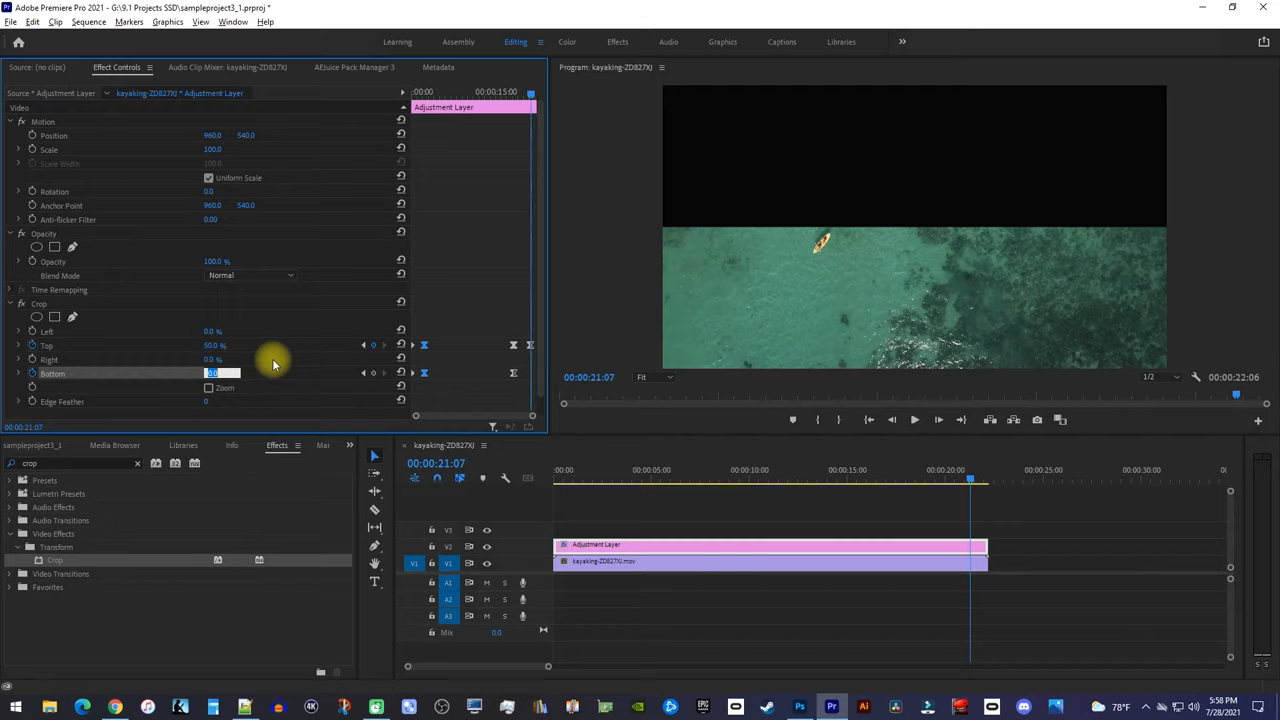 Adobe Premiere Pro 2021 - G:\9.1 Projects SSD\sampleproject3_1.prproj *
File Edit Clip Sequence Markers Graphics View Window Help
Learning Assembly Editing Color Effects Audio Graphics Captions Libraries
Source: (no clips) Effect Controls Audio Clip Mixer: kayaking-ZD827XJ AEJuice Pack Manager 3 Metadata
Program: kayaking-ZD827XJ
Source * Adjustment Layer kayaking-ZD827XJ * Adjustment Layer
:00:00 00:00:15:00
Video
Adjustment Layer
fx Motion
Position 960.0 540.0
Scale 100.0
Scale Width 100.0
Uniform Scale
Rotation 0.0
Anchor Point 960.0 540.0
Anti-flicker Filter 0.00
fx Opacity
Opacity 100.0 %
Blend Mode Normal
Time Remapping
fx Crop
Left 0.0 %
Top 50.0 %
Right 0.0 %
Bottom 0.0
Zoom
Edge Feather 0
00:00:21:07
00:00:21:07 Fit 1/2 00:00:22:06
sampleproject3_1 Media Browser Libraries Info Effects Mar
crop
Presets
Lumetri Presets
Audio Effects
Audio Transitions
Video Effects
Transform
Crop
Video Transitions
Favorites
kayaking-ZD827XJ
00:00:21:07
:00:00 00:00:05:00 00:00:10:00 00:00:15:00 00:00:20:00 00:00:25:00 00:00:30:00 00
V3
V2 Adjustment Layer
V1 V1 kayaking-ZD827XJ.mov
A1 M S
A2 M S
A3 M S
Mix 0.0
S S
78°F 5:58 PM
7/28/2021